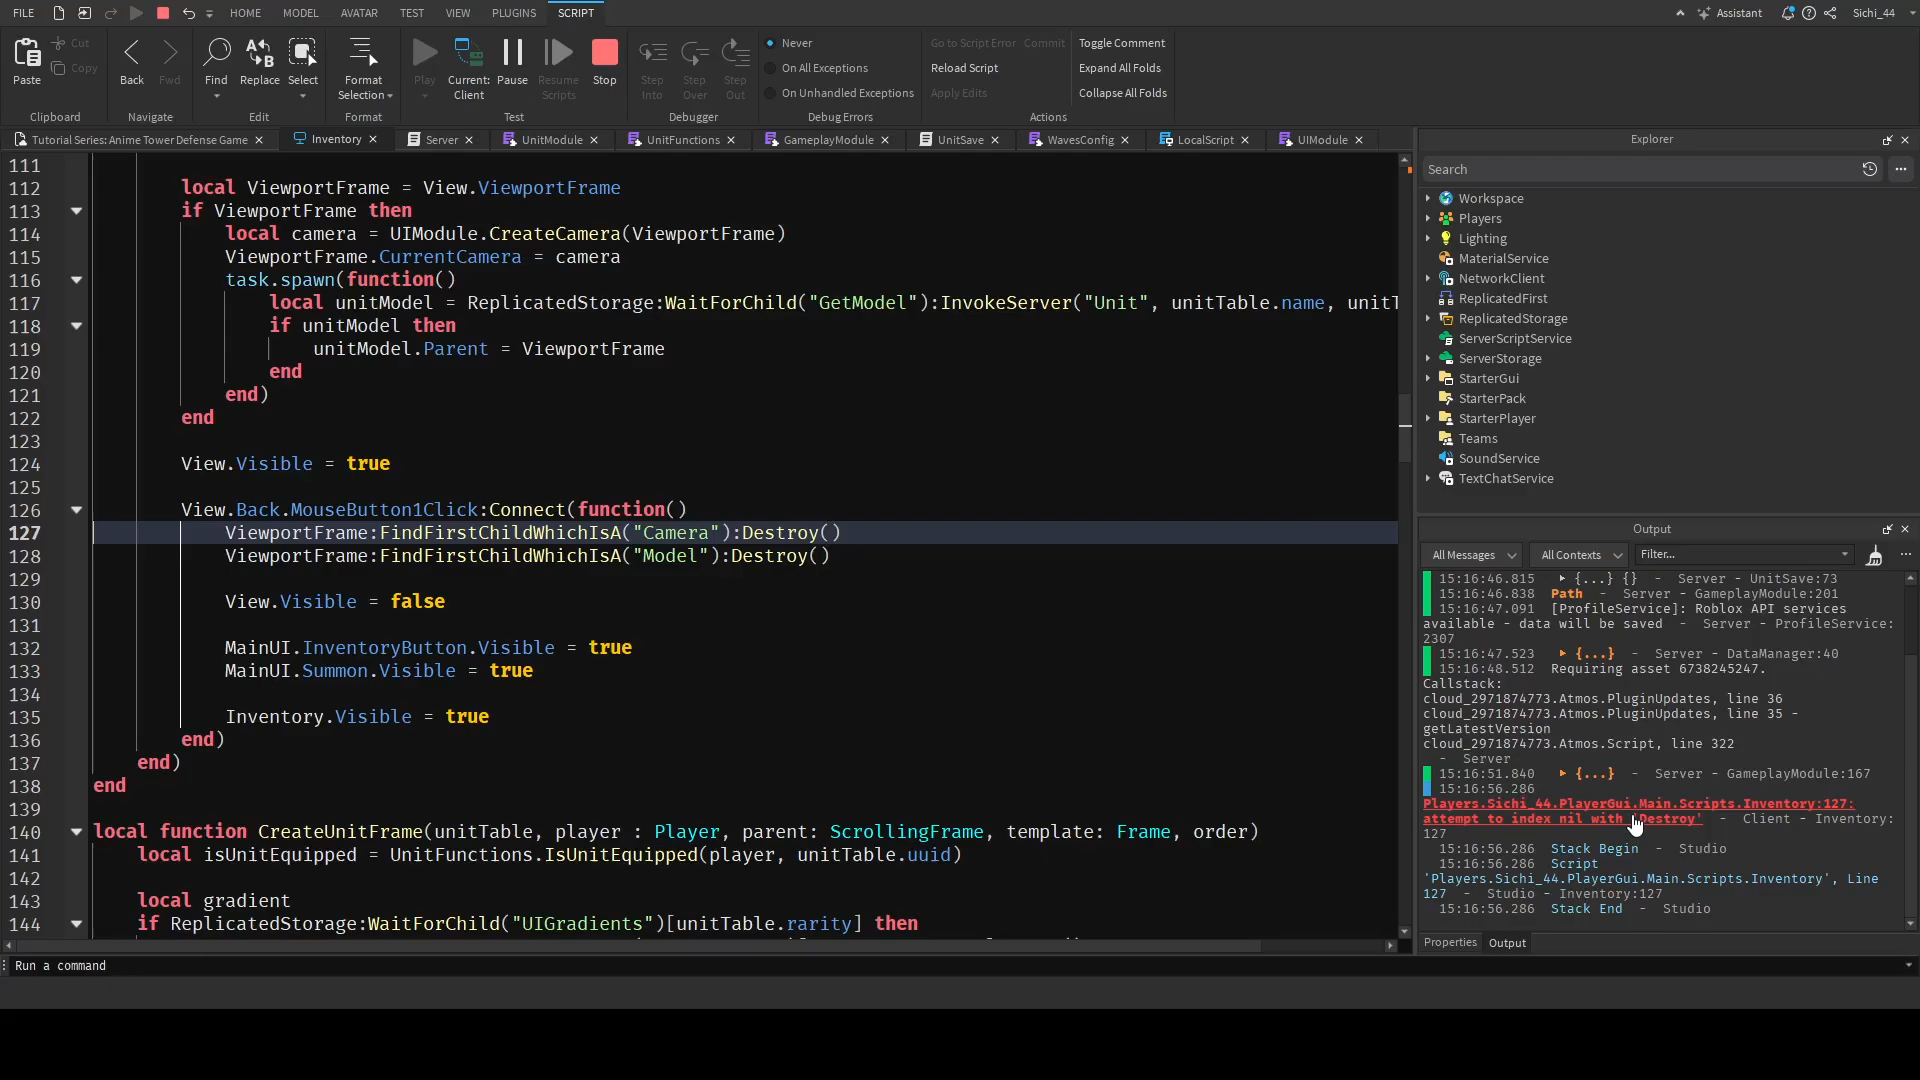 FILE HOME MODEL AVATAR TEST VIEW PLUGINS SCRIPT Assistant Sichi_44
Paste Cut Copy
Clipboard
Back Fwd
Navigate
Find Replace Select
Edit
Format Selection
Format
Play Current: Client Pause Resume Scripts Stop
Test
Step Into Step Over Step Out
Debugger
Never
On All Exceptions
On Unhandled Exceptions
Debug Errors
Go to Script Error Commit
Reload Script
Apply Edits
Toggle Comment
Expand All Folds
Collapse All Folds
Actions
Tutorial Series: Anime Tower Defense Game Inventory Server UnitModule UnitFunctions GameplayModule UnitSave WavesConfig LocalScript UIModule
111
112 local ViewportFrame = View.ViewportFrame
113 if ViewportFrame then
114 local camera = UIModule.CreateCamera(ViewportFrame)
115 ViewportFrame.CurrentCamera = camera
116 task.spawn(function()
117 local unitModel = ReplicatedStorage:WaitForChild("GetModel"):InvokeServer("Unit", unitTable.name, unitT
118 if unitModel then
119 unitModel.Parent = ViewportFrame
120 end
121 end)
122 end
123
124 View.Visible = true
125
126 View.Back.MouseButton1Click:Connect(function()
127 ViewportFrame:FindFirstChildWhichIsA("Camera"):Destroy()
128 ViewportFrame:FindFirstChildWhichIsA("Model"):Destroy()
129
130 View.Visible = false
131
132 MainUI.InventoryButton.Visible = true
133 MainUI.Summon.Visible = true
134
135 Inventory.Visible = true
136 end)
137 end)
138 end
139
140 local function CreateUnitFrame(unitTable, player : Player, parent: ScrollingFrame, template: Frame, order)
141 local isUnitEquipped = UnitFunctions.IsUnitEquipped(player, unitTable.uuid)
142
143 local gradient
144 if ReplicatedStorage:WaitForChild("UIGradients")[unitTable.rarity] then
Run a command
Explorer
Search
Workspace
Players
Lighting
MaterialService
NetworkClient
ReplicatedFirst
ReplicatedStorage
ServerScriptService
ServerStorage
StarterGui
StarterPack
StarterPlayer
Teams
SoundService
TextChatService
Output
All Messages All Contexts Filter...
15:16:46.815 {...} {} - Server - UnitSave:73
15:16:46.838 Path - Server - GameplayModule:201
15:16:47.091 [ProfileService]: Roblox API services
available - data will be saved - Server - ProfileService:
2307
15:16:47.523 {...} - Server - DataManager:40
15:16:48.512 Requiring asset 6738245247.
Callstack:
cloud_2971874773.Atmos.PluginUpdates, line 36
cloud_2971874773.Atmos.PluginUpdates, line 35 -
getLatestVersion
cloud_2971874773.Atmos.Script, line 322
- Server
15:16:51.840 {...} - Server - GameplayModule:167
15:16:56.286
Players.Sichi_44.PlayerGui.Main.Scripts.Inventory:127:
attempt to index nil with 'Destroy' - Client - Inventory:
127
15:16:56.286 Stack Begin - Studio
15:16:56.286 Script
'Players.Sichi_44.PlayerGui.Main.Scripts.Inventory', Line
127 - Studio - Inventory:127
15:16:56.286 Stack End - Studio
Properties Output